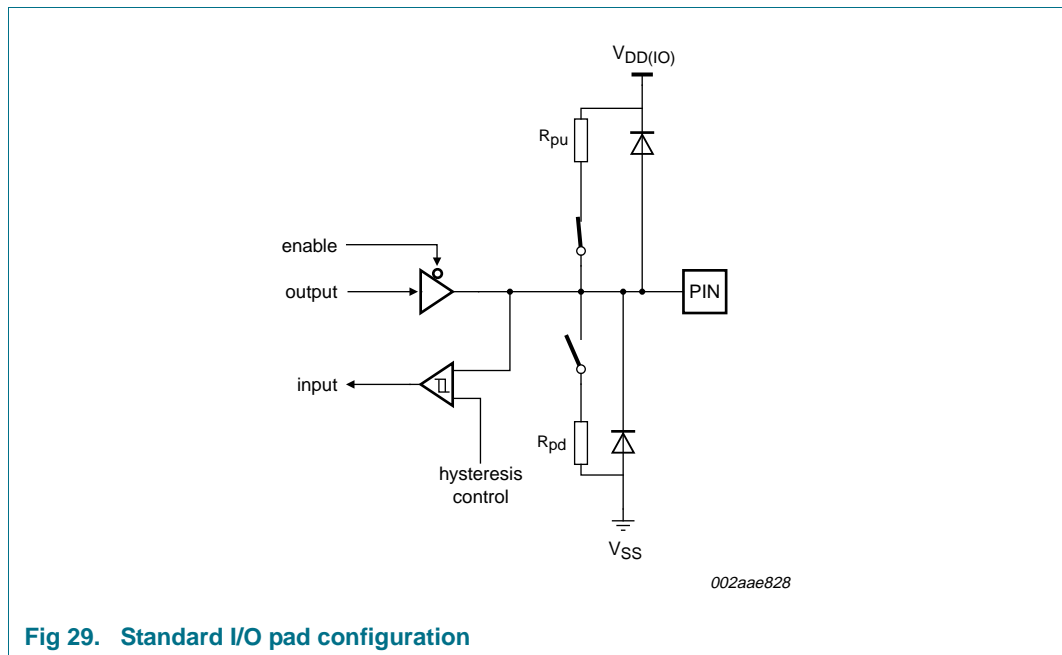 VDD(IO)
Rpu
enable
output
PIN
input
Rpd
hysteresis
control
VSS
002aae828
Fig 29. Standard I/O pad configuration